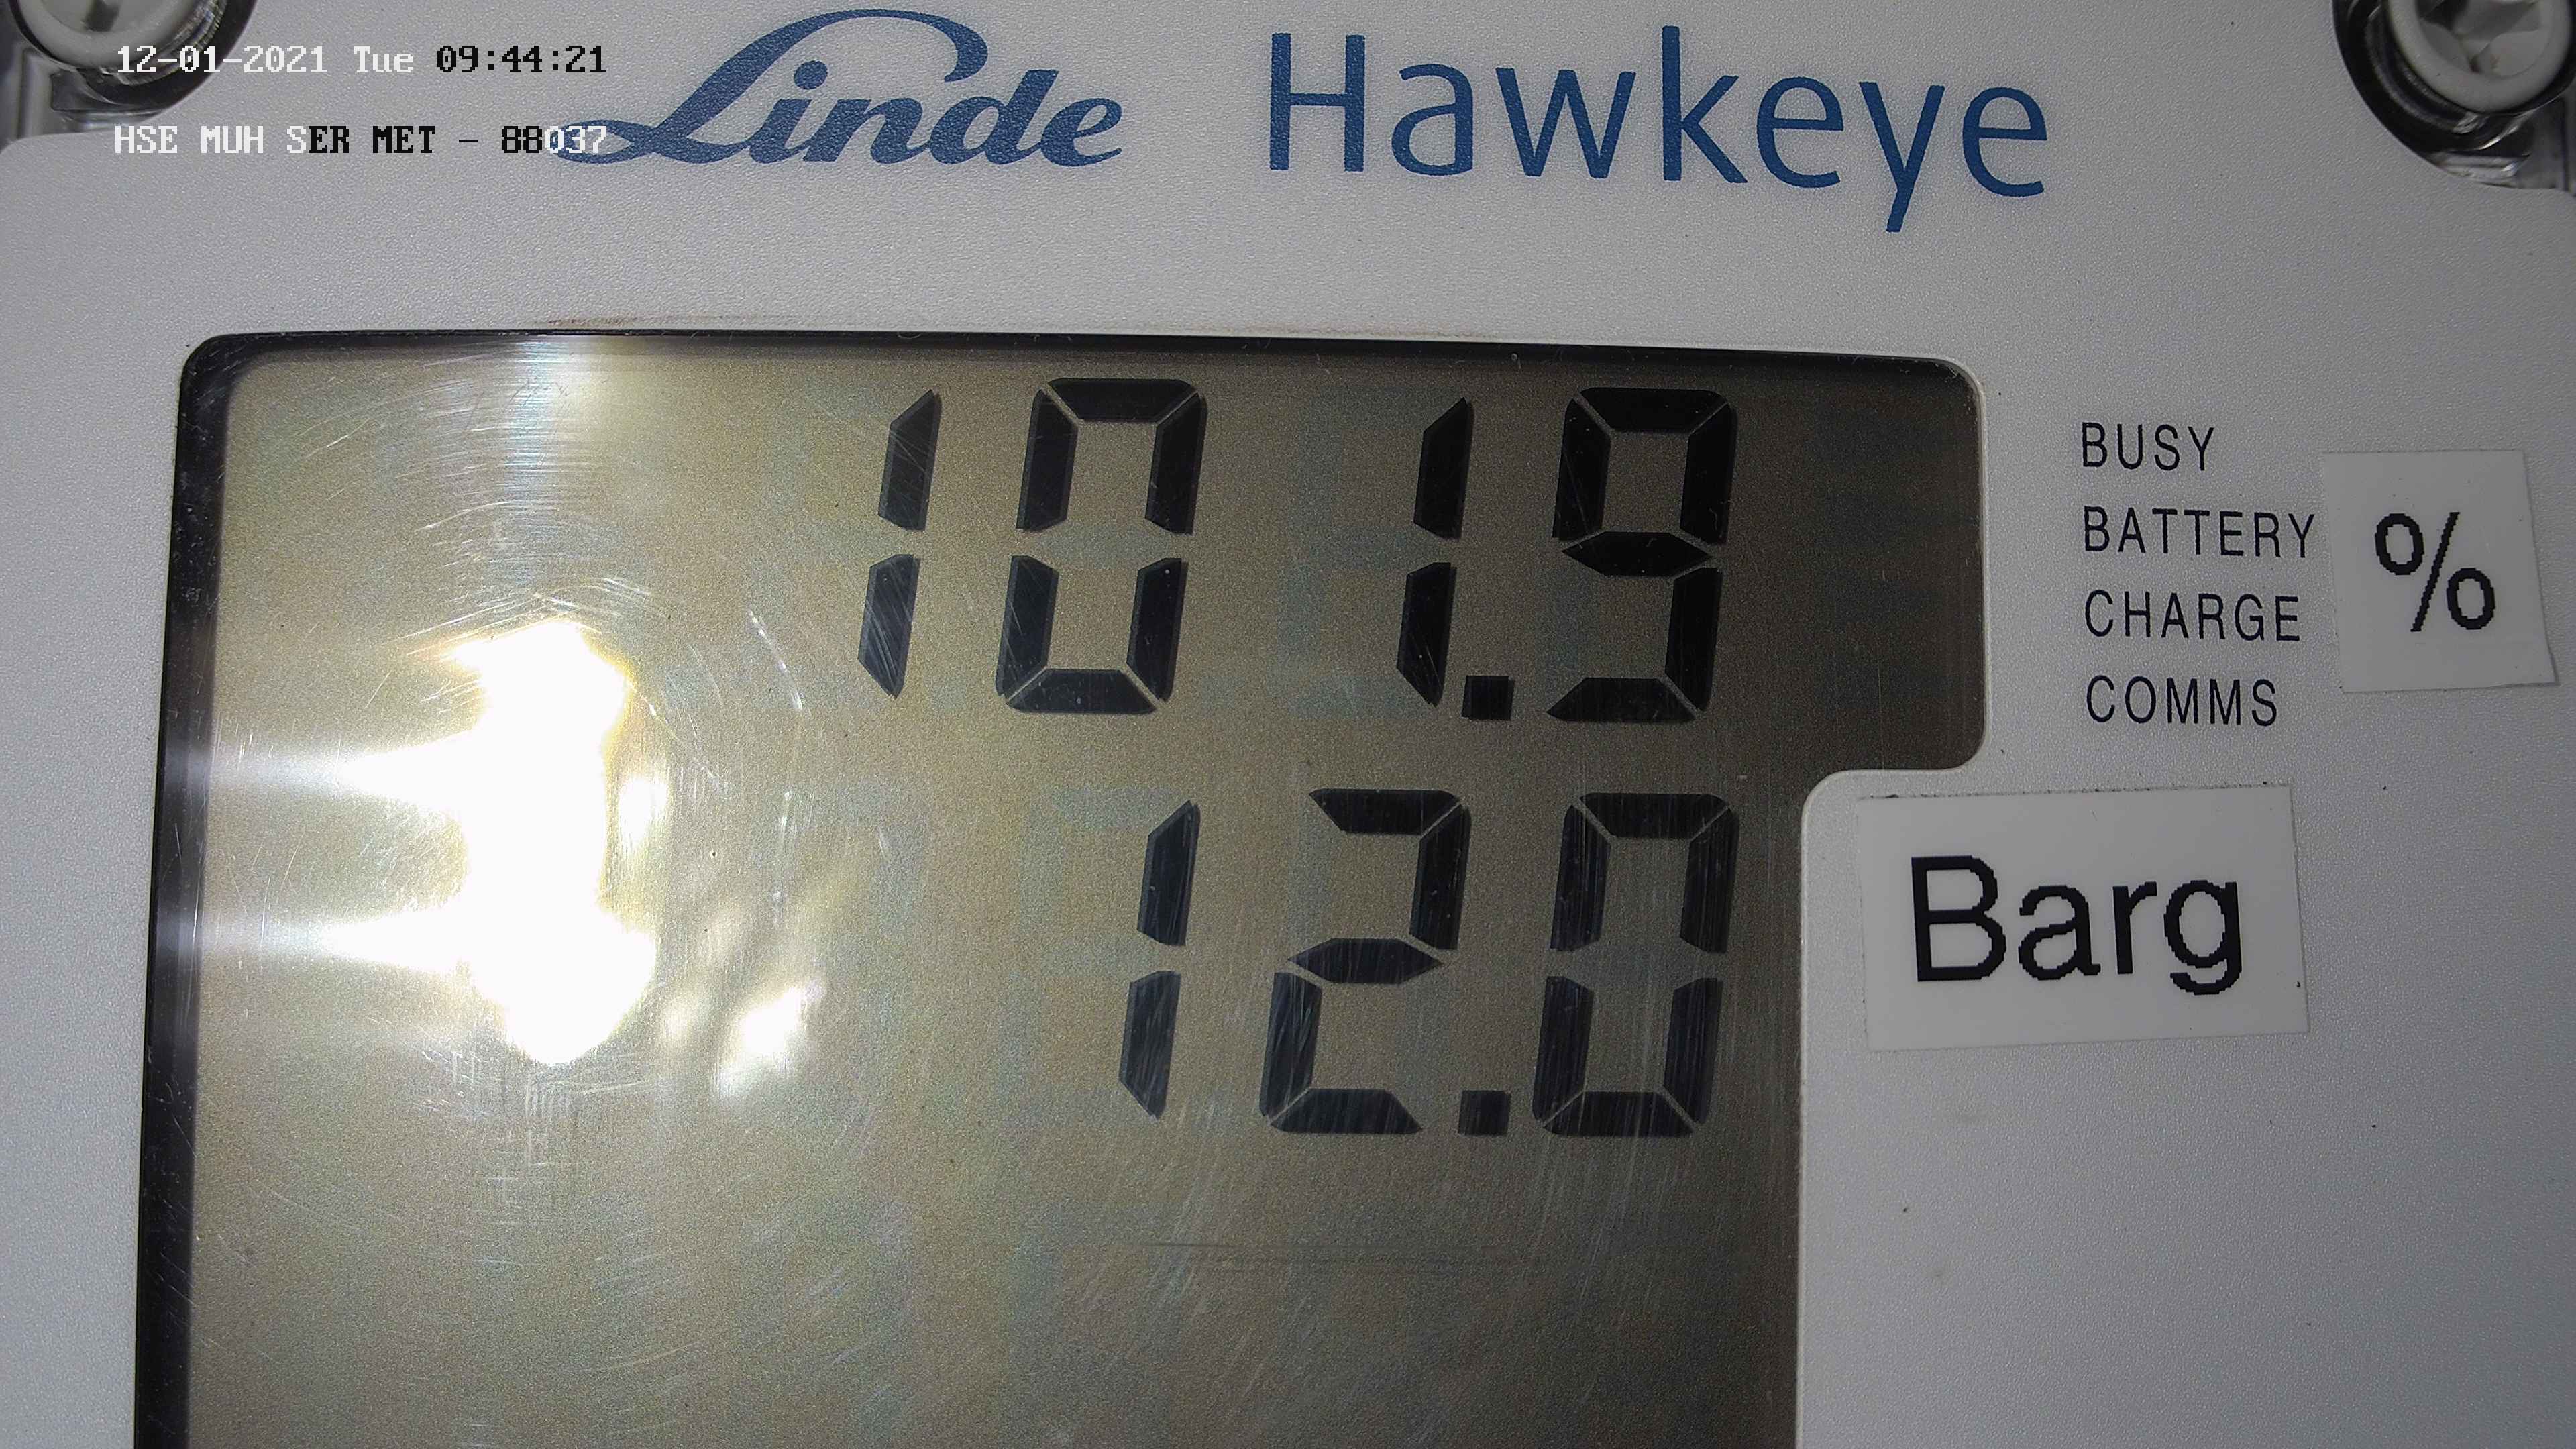 12-01-2021 Tue 09:44:21
HSE MUH SER MET - 88037
Linde Hawkeye
101.9
BUSY
BATTERY
CHARGE
COMMS
%
12.0
Barg